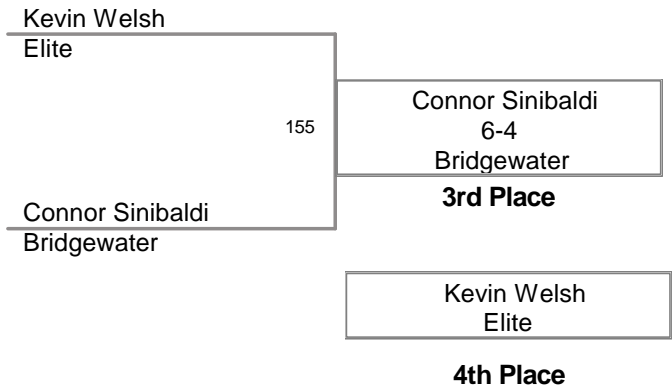 Kevin Welsh
Elite
155
Connor Sinibaldi
6-4
Bridgewater
3rd Place
Connor Sinibaldi
Bridgewater
Kevin Welsh
Elite
4th Place